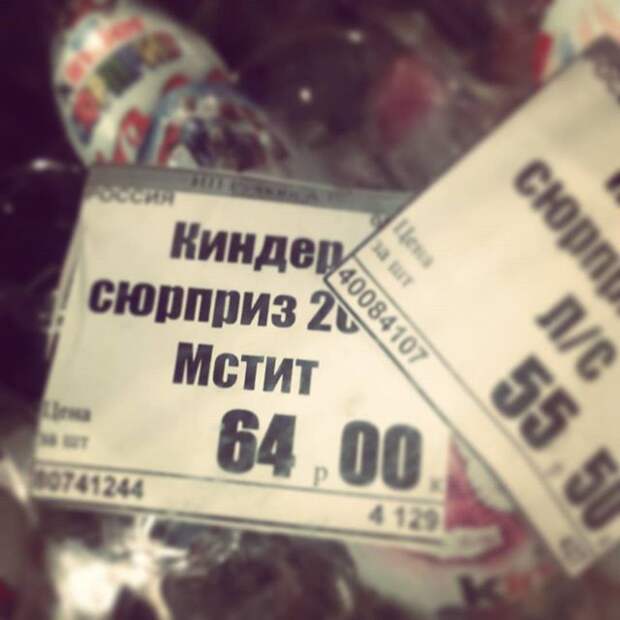 РОССИЯ
Киндер
сюрприз 20
Мстит
Цена
за шт
64 р 00 к
80741244
4 129
Цена
за шт
40084107
сюрпр
п/с
55 р 50